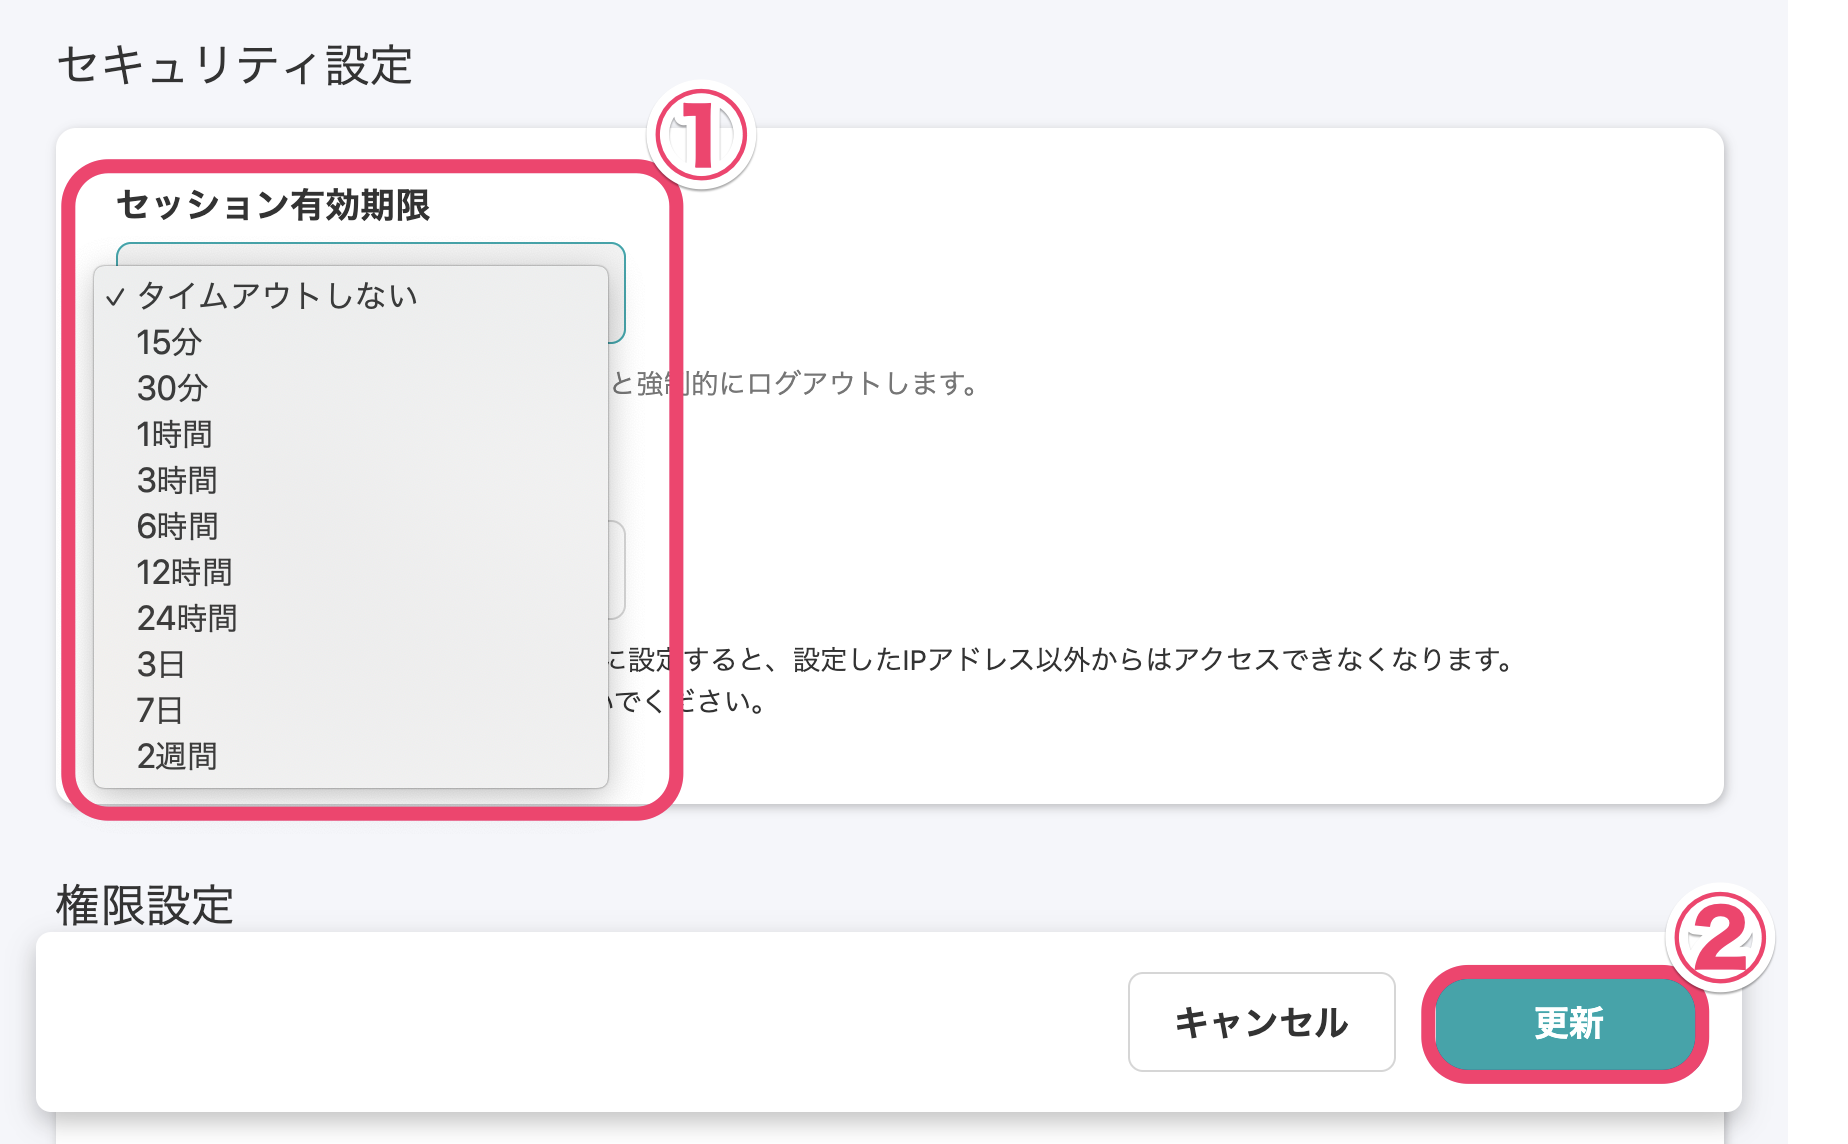 セキュリティ設定
①
セッション有効期限
✓ タイムアウトしない
15分
30分
と強制的にログアウトします。
1時間
3時間
6時間
12時間
24時間
3日
に設定すると、設定したIPアドレス以外からはアクセスできなくなります。
7日
いでください。
2週間
権限設定
②
キャンセル
更新